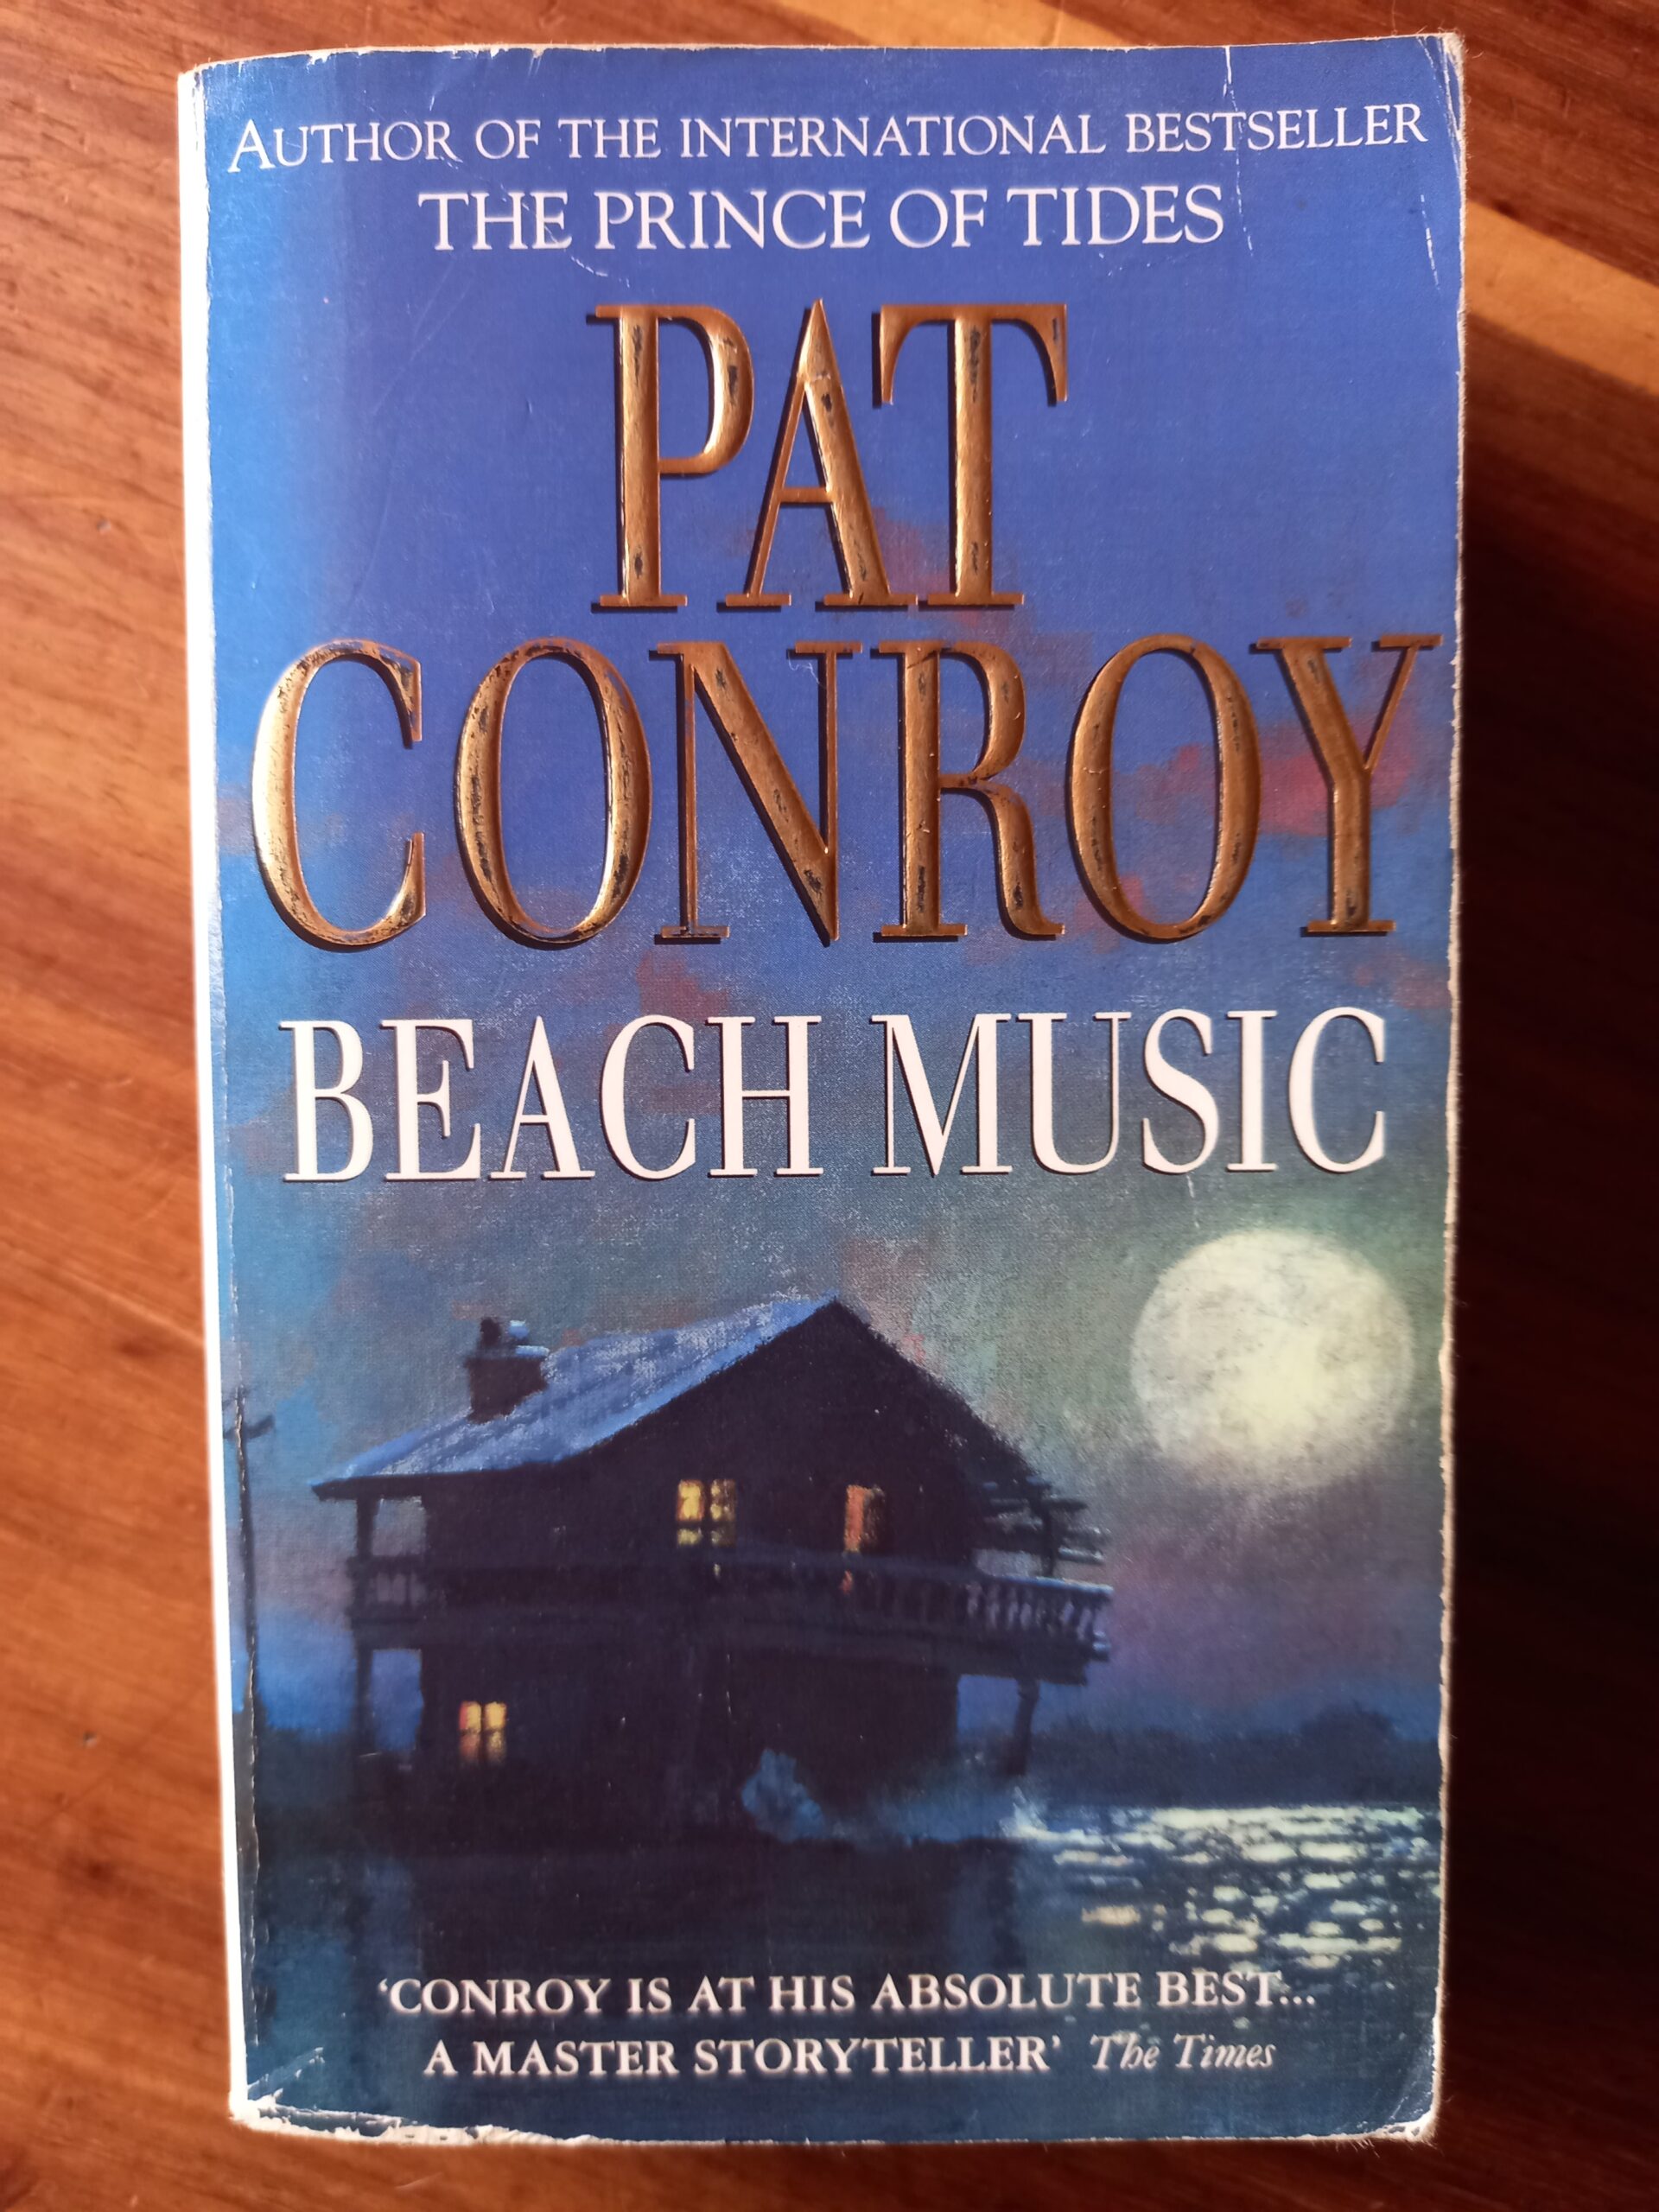 AUTHOR OF THE INTERNATIONAL BESTSELLER
THE PRINCE OF TIDES
PAT
CONROY
BEACH MUSIC
‘CONROY IS AT HIS ABSOLUTE BEST...
A MASTER STORYTELLER’ The Times